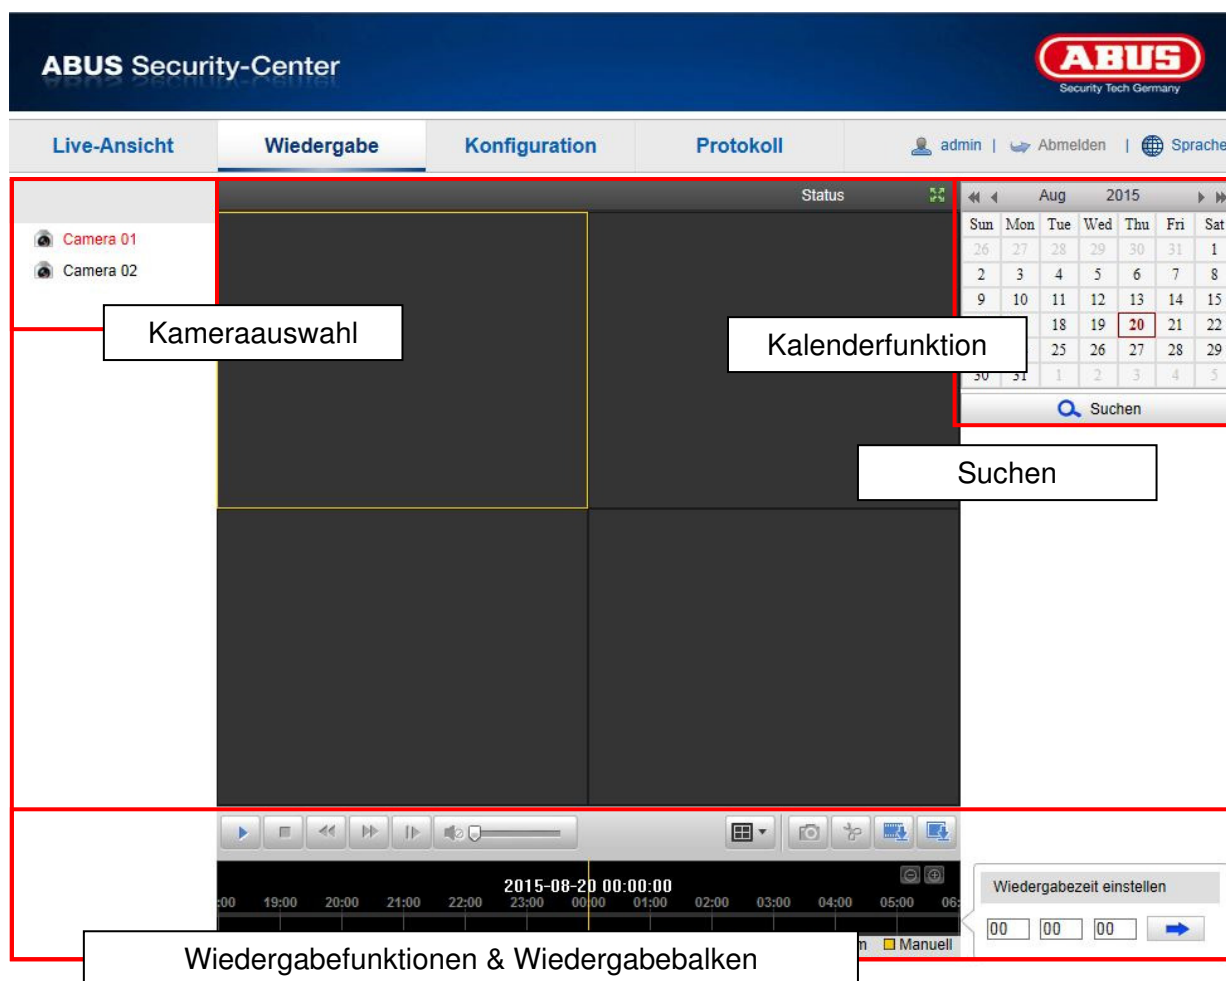 ABUS Security-Center
ABUS
Security Tech Germany
Live-Ansicht Wiedergabe Konfiguration Protokoll admin | Abmelden | Sprache
Status
Aug 2015
Sun Mon Tue Wed Thu Fri Sat
26 27 28 29 30 31 1
2 3 4 5 6 7 8
9 10 11 12 13 14 15
18 19 20 21 22
25 26 27 28 29
30 31 1 2 3 4 5
Suchen
Camera 01
Camera 02
Kameraauswahl
Kalenderfunktion
Suchen
2015-08-20 00:00:00
:00 19:00 20:00 21:00 22:00 23:00 00:00 01:00 02:00 03:00 04:00 05:00 06:
m Manuell
Wiedergabezeit einstellen
00 00 00
Wiedergabefunktionen & Wiedergabebalken